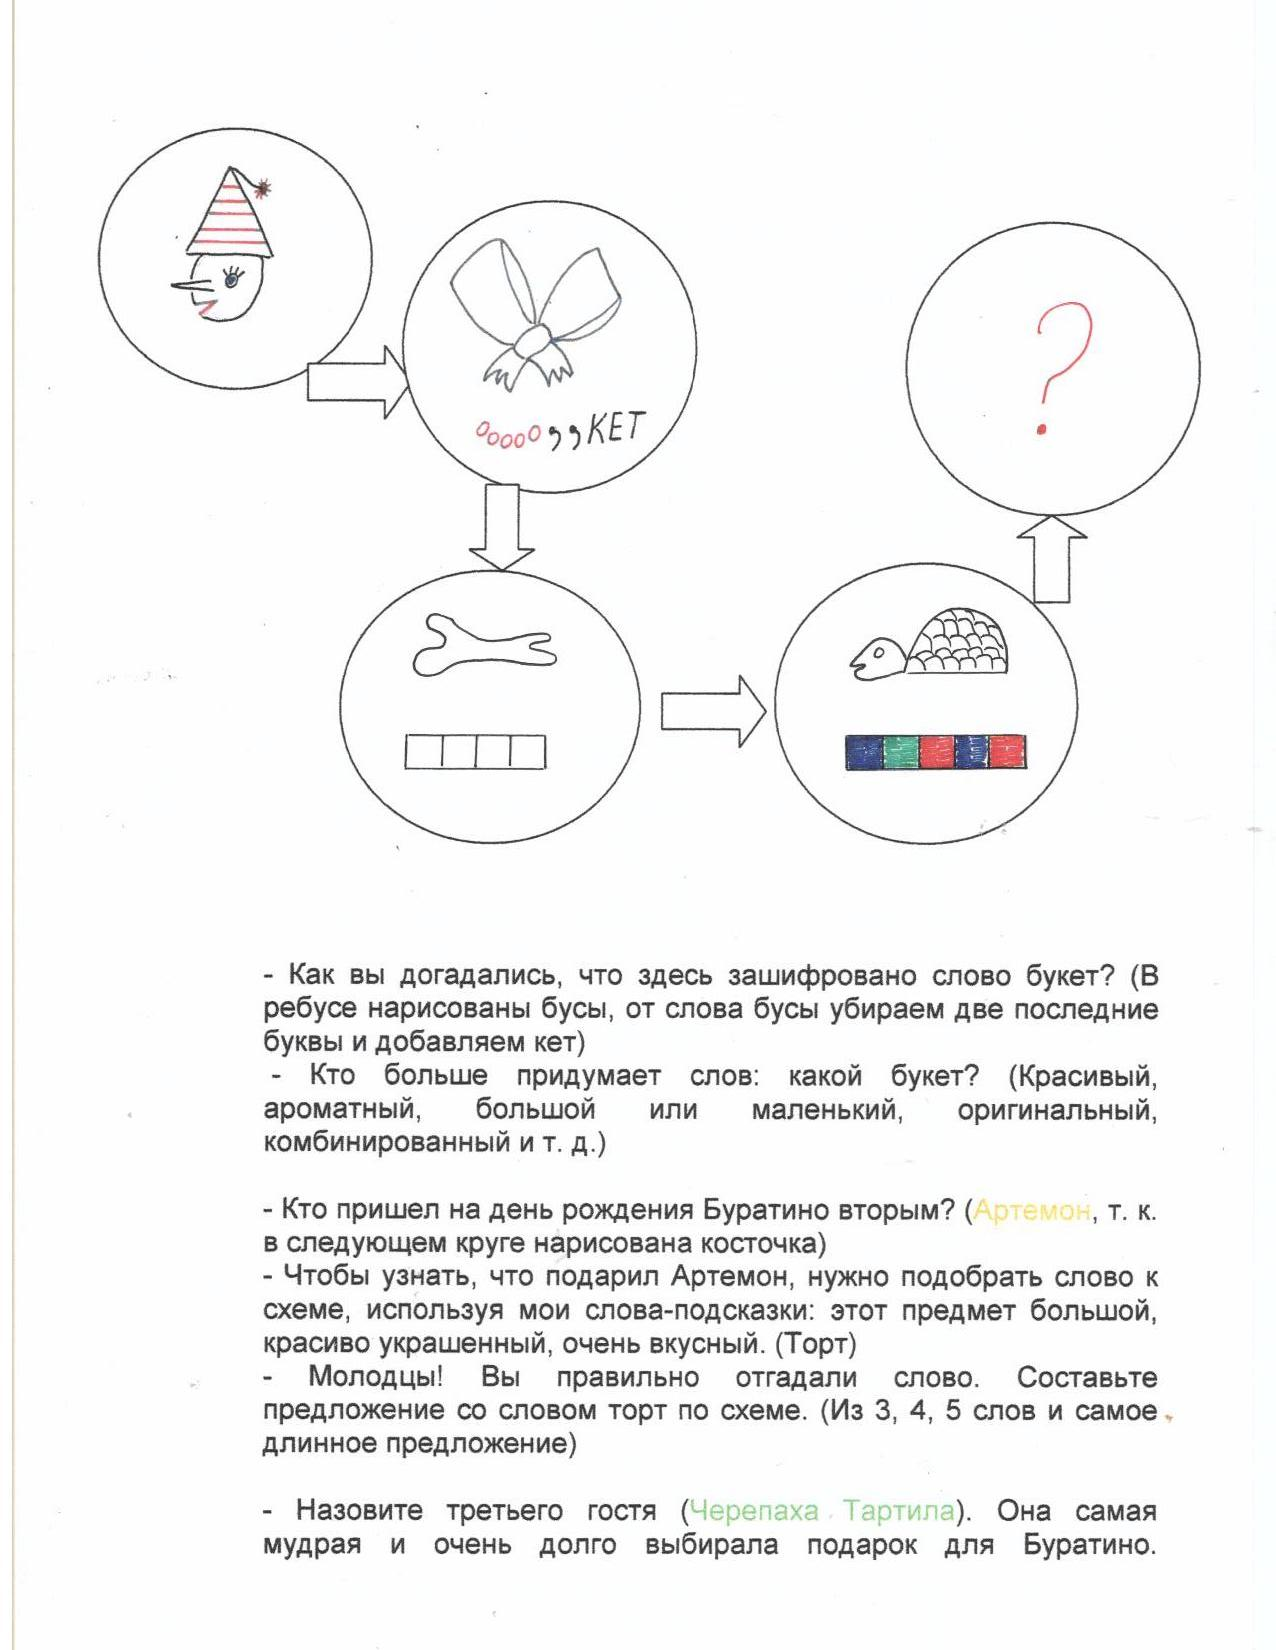 ,,КЕТ
?
- Как вы догадались, что здесь зашифровано слово букет? (В
ребусе нарисованы бусы, от слова бусы убираем две последние
буквы и добавляем кет)
- Кто больше придумает слов: какой букет? (Красивый,
ароматный, большой или маленький, оригинальный,
комбинированный и т. д.)
- Кто пришел на день рождения Буратино вторым? (Артемон, т. к.
в следующем круге нарисована косточка)
- Чтобы узнать, что подарил Артемон, нужно подобрать слово к
схеме, используя мои слова-подсказки: этот предмет большой,
красиво украшенный, очень вкусный. (Торт)
- Молодцы! Вы правильно отгадали слово. Составьте
предложение со словом торт по схеме. (Из 3, 4, 5 слов и самое
длинное предложение)
- Назовите третьего гостя (Черепаха Тартила). Она самая
мудрая и очень долго выбирала подарок для Буратино.